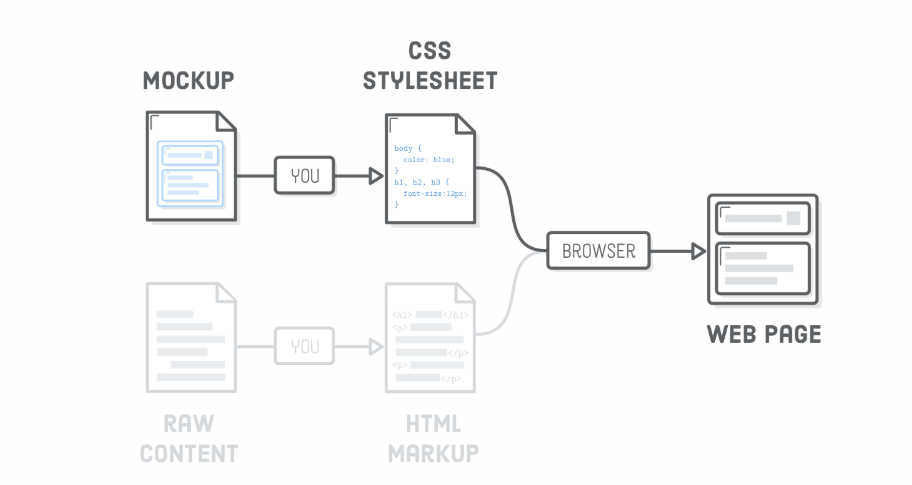 MOCKUP
CSS
STYLESHEET
YOU
body {
color: blue;
}
h1, h2, h3 {
font-size:12px;
}
BROWSER
WEB PAGE
YOU
<h1> </h1>
<p>
</p>
<p>
</p>
RAW
CONTENT
HTML
MARKUP